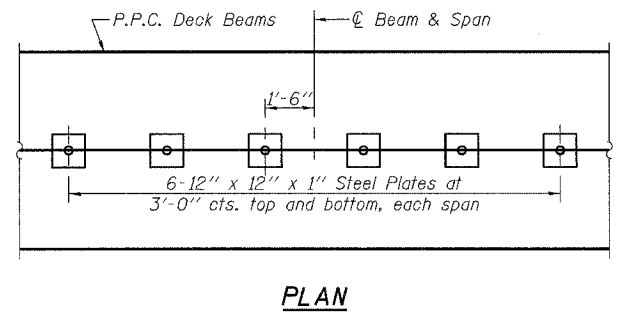 P.P.C. Deck Beams
℄ Beam & Span
1'-6"
6-12" x 12" x 1" Steel Plates at
3'-0" cts. top and bottom, each span
PLAN